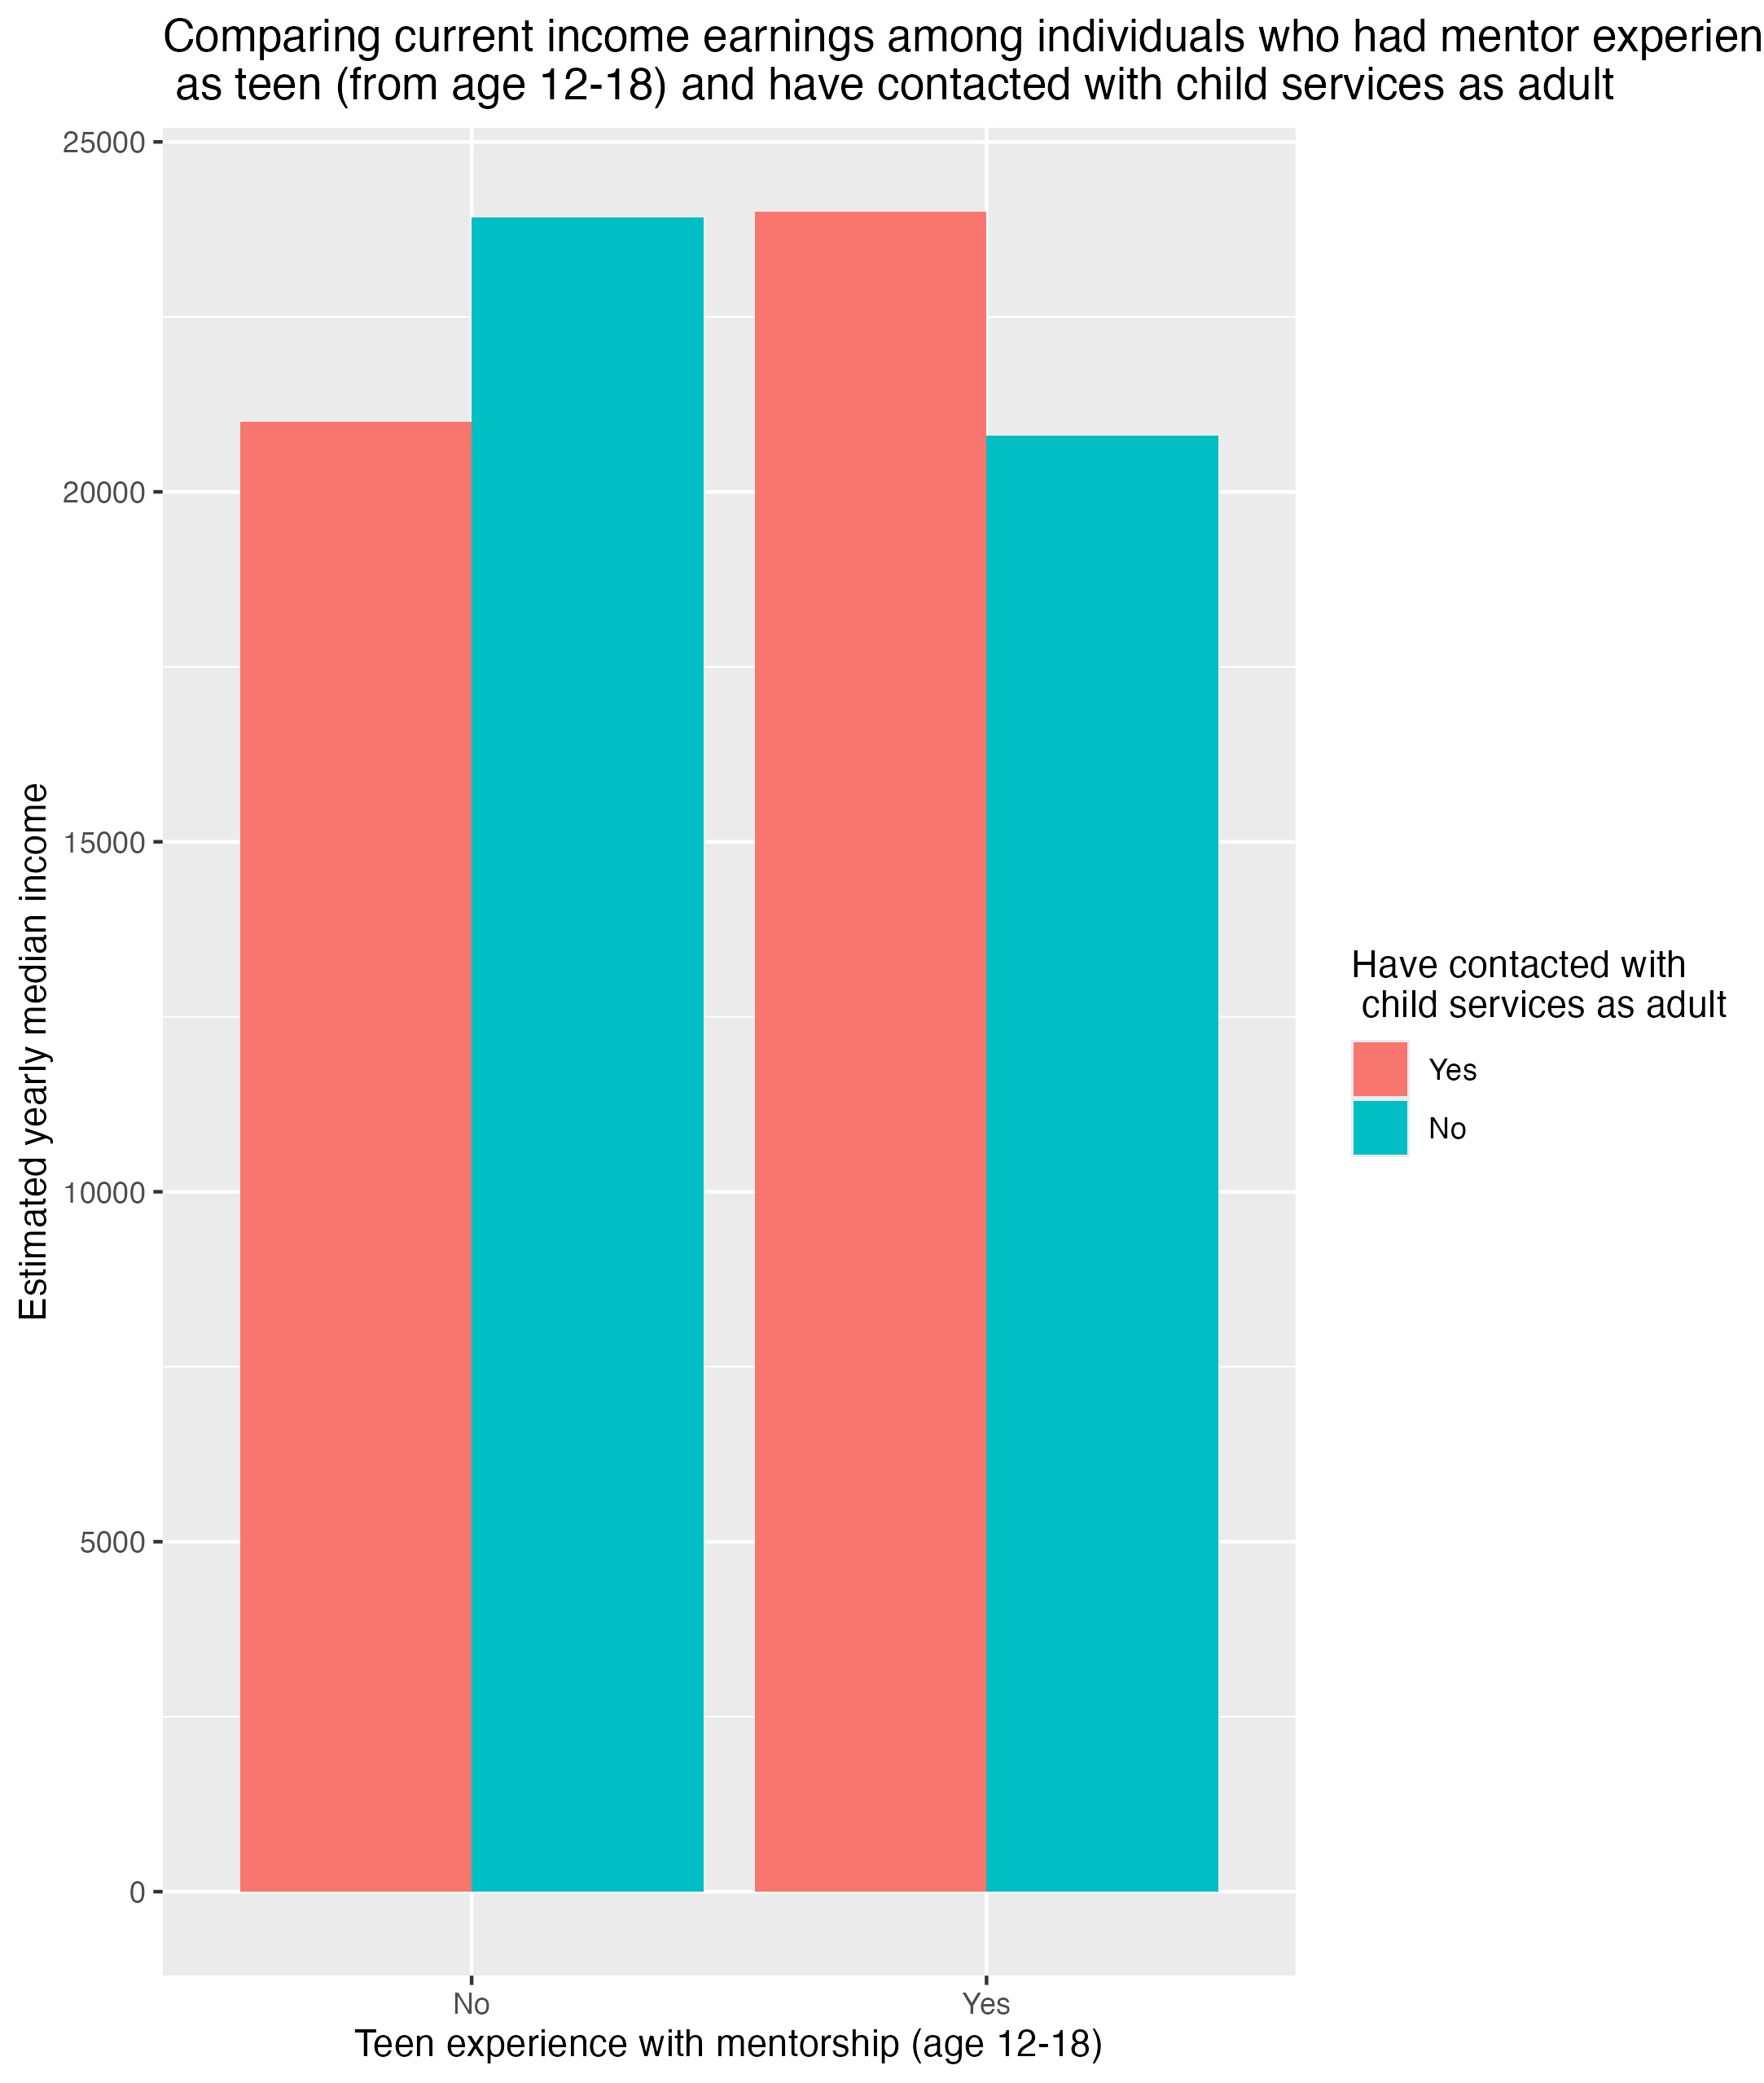 Comparing current income earnings among individuals who had mentor experien
as teen (from age 12-18) and have contacted with child services as adult
25000
20000
15000
10000
5000
0
Estimated yearly median income
No
Yes
Teen experience with mentorship (age 12-18)
Have contacted with
child services as adult
Yes
No